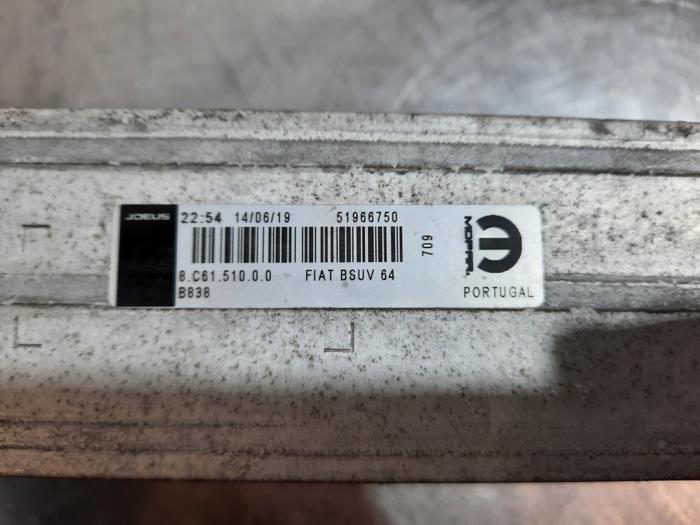 JDEUS
22:54 14/06/19 51966750
709
8.C61.510.0.0 FIAT BSUV 64
B838
MOPAR.
PORTUGAL